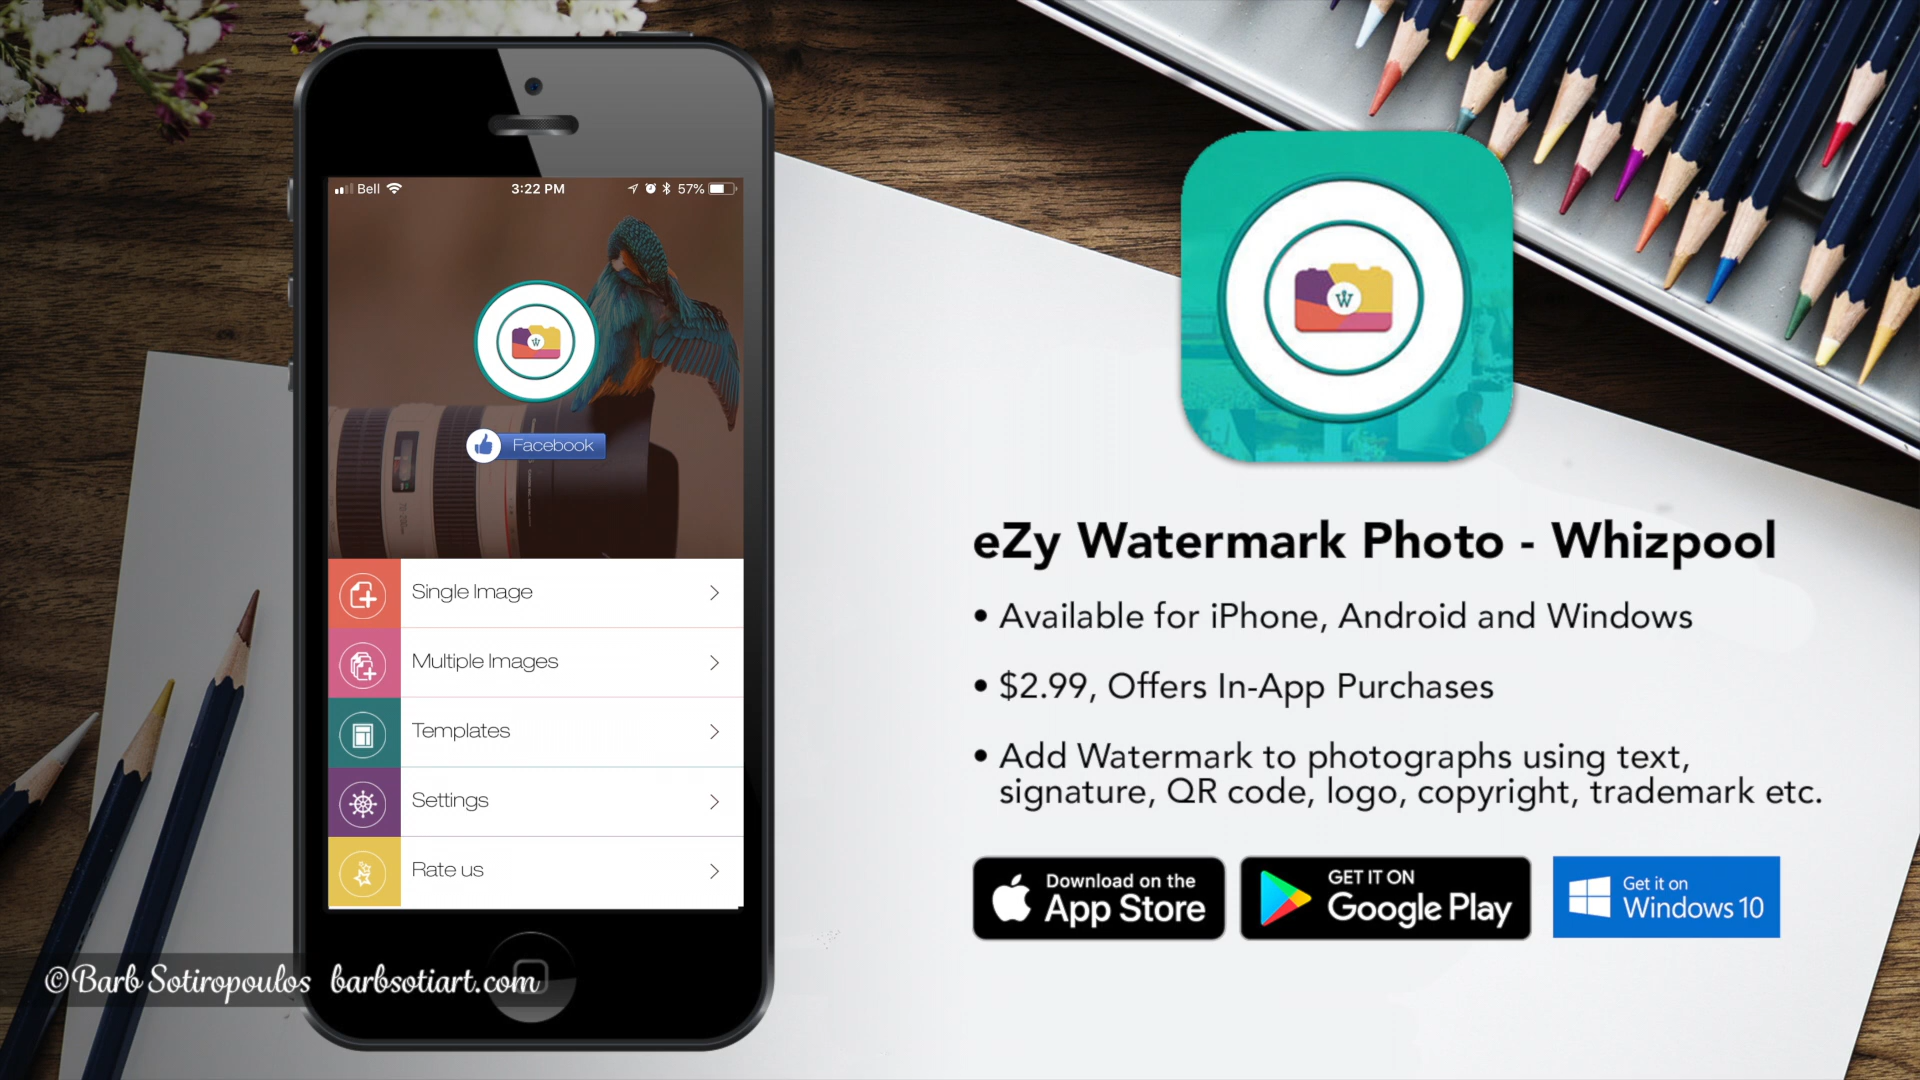 Bell 3:22 PM 57%
W
Facebook
Single Image
Multiple Images
Templates
Settings
Rate us
W
eZy Watermark Photo - Whizpool
• Available for iPhone, Android and Windows
• $2.99, Offers In-App Purchases
• Add Watermark to photographs using text,
signature, QR code, logo, copyright, trademark etc.
Download on the
App Store
GET IT ON
Google Play
Get it on
Windows 10
©Barb Sotiropoulos barbsotiart.com